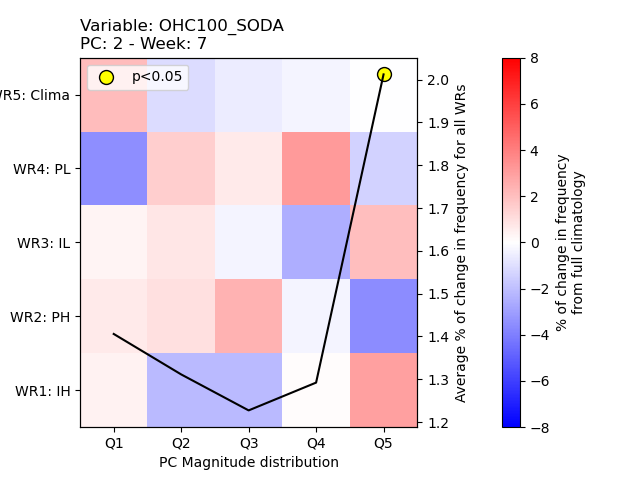 Variable: OHC100_SODA
PC: 2 - Week: 7
p<0.05
WR5: Clima
WR4: PL
WR3: IL
WR2: PH
WR1: IH
Q1 Q2 Q3 Q4 Q5
PC Magnitude distribution
2.0
1.9
1.8
1.7
1.6
1.5
1.4
1.3
1.2
Average % of change in frequency for all WRs
8
6
4
2
0
−2
−4
−6
−8
% of change in frequency
from full climatology